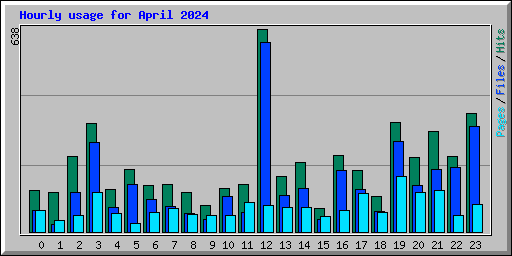 Hourly usage for April 2024
638
Pages / Files / Hits
0 1 2 3 4 5 6 7 8 9 10 11 12 13 14 15 16 17 18 19 20 21 22 23